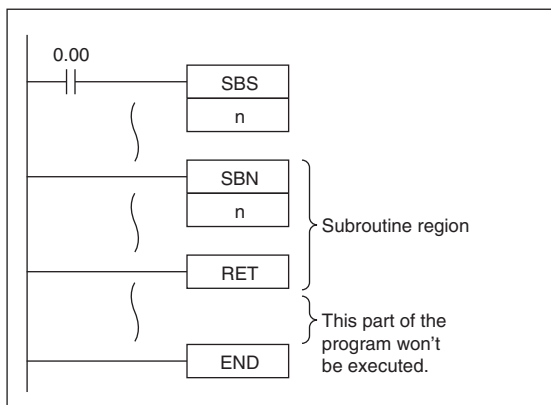 0.00
SBS
n
SBN
n
Subroutine region
RET
This part of the
program won't
be executed.
END